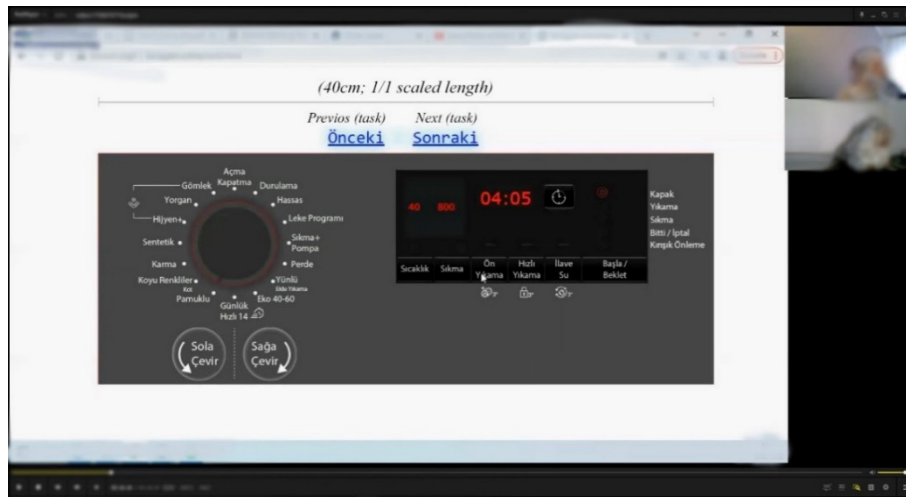 (40cm; 1/1 scaled length)
Previos (task) Next (task)
Önceki Sonraki
Açma
Kapatma
Gömlek
Durulama
Yorgan
Hassas
Hijyen+
Leke Programı
Sentetik
Sıkma+
Pompa
Karma
Perde
Koyu Renkliler
Kot
Yünlü
Elde Yıkama
Pamuklu
Eko 40-60
Günlük
Hızlı 14
Sola
Çevir
Sağa
Çevir
40 800 04:05
Sıcaklık Sıkma Ön Yıkama Hızlı Yıkama İlave Su Başla / Beklet
Kapak
Yıkama
Sıkma
Bitti / İptal
Kırışık Önleme